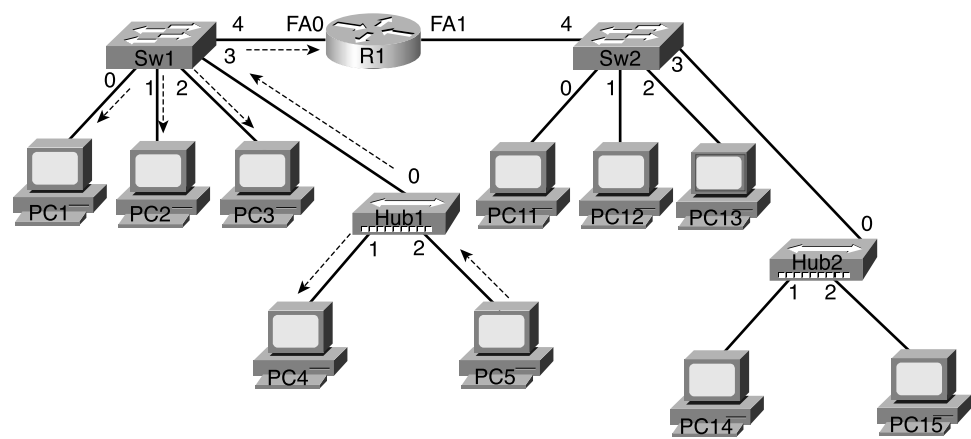 4 FA0 FA1 4
R1
Sw1 3 Sw2 3
0 1 2 0 1 2
PC1 PC2 PC3 0 PC11 PC12 PC13
Hub1 0
1 2 Hub2
1 2
PC4 PC5
PC14 PC15